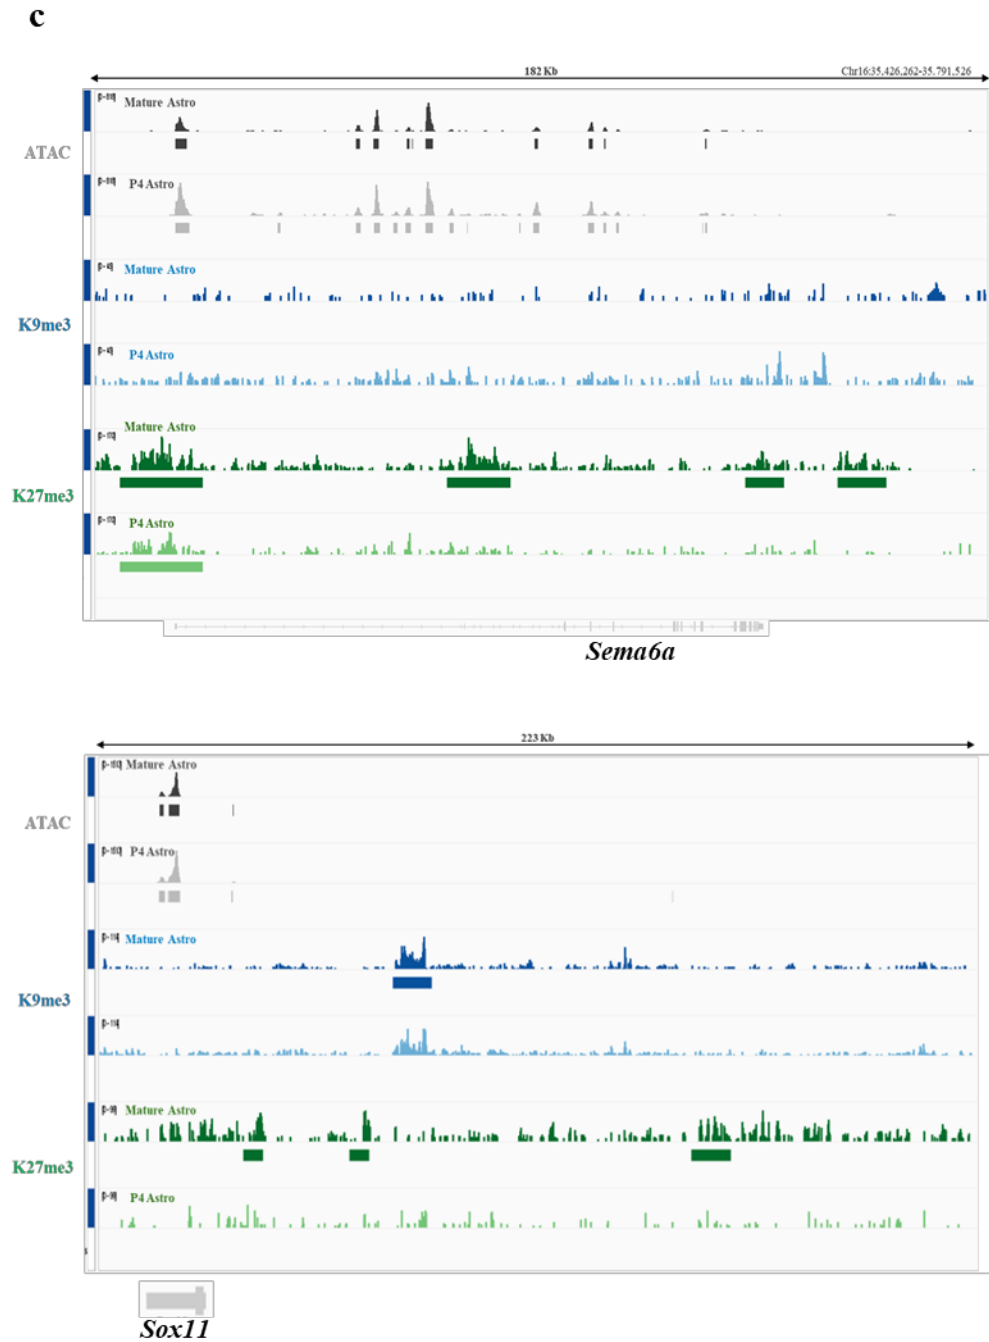 c
182 Kb
Chr16:35,426,262-35,791,526
Mature Astro
ATAC
P4 Astro
Mature Astro
K9me3
P4 Astro
Mature Astro
K27me3
P4 Astro
Sema6a
223 Kb
Mature Astro
ATAC
P4 Astro
Mature Astro
K9me3
Mature Astro
K27me3
P4 Astro
Sox11